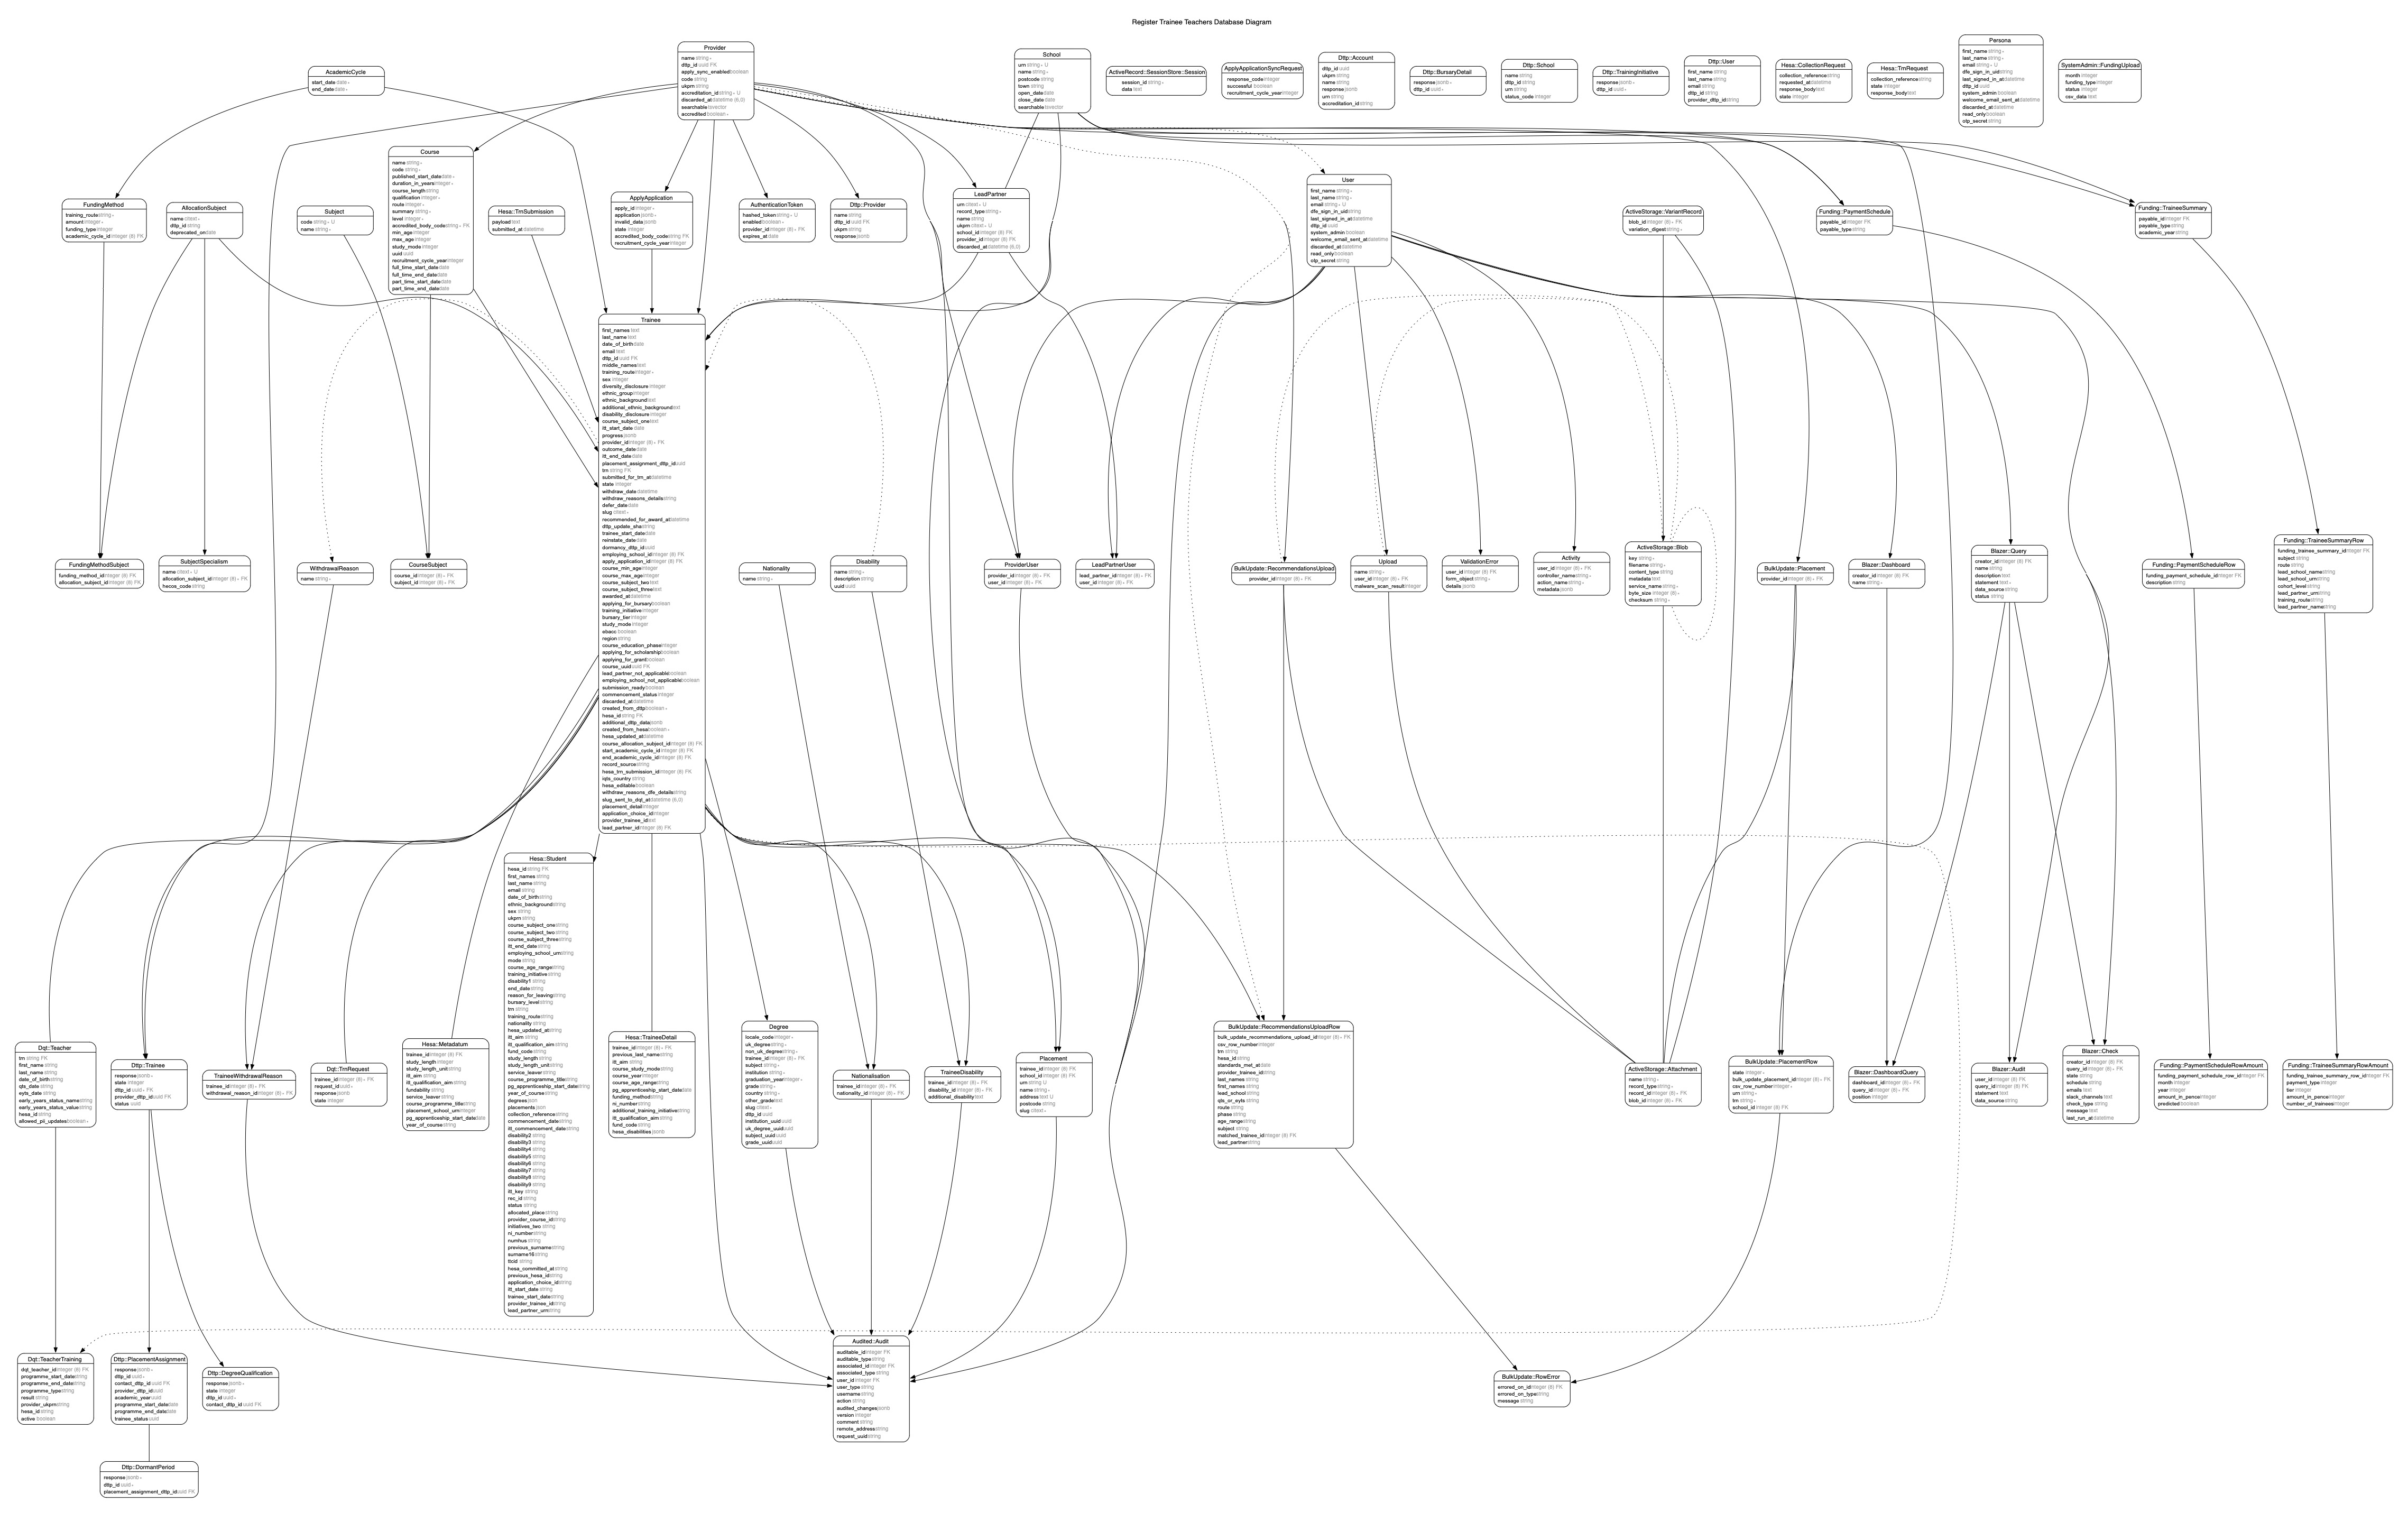 Register Trainee Teachers Database Diagram
Provider
name string ∗
dttp_id uuid FK
apply_sync_enabled boolean
code string
ukprn string
accreditation_id string ∗ U
discarded_at datetime (6,0)
searchable tsvector
accredited boolean ∗
School
urn string ∗ U
name string ∗
postcode string
town string
open_date date
close_date date
searchable tsvector
AcademicCycle
start_date date ∗
end_date date ∗
ActiveRecord::SessionStore::Session
session_id string ∗
data text
ApplyApplicationSyncRequest
response_code integer
successful boolean
recruitment_cycle_year integer
Dttp::Account
dttp_id uuid
ukprn string
name string
response jsonb
urn string
accreditation_id string
Dttp::BursaryDetail
response jsonb ∗
dttp_id uuid ∗
Dttp::School
name string
dttp_id string
urn string
status_code integer
Dttp::TrainingInitiative
response jsonb ∗
dttp_id uuid ∗
Dttp::User
first_name string
last_name string
email string
dttp_id string
provider_dttp_id string
Hesa::CollectionRequest
collection_reference string
requested_at datetime
response_body text
state integer
Hesa::TrnRequest
collection_reference string
state integer
response_body text
Persona
first_name string ∗
last_name string ∗
email string ∗ U
dfe_sign_in_uid string
last_signed_in_at datetime
dttp_id uuid
system_admin boolean
welcome_email_sent_at datetime
discarded_at datetime
read_only boolean
otp_secret string
SystemAdmin::FundingUpload
month integer
funding_type integer
status integer
csv_data text
Course
name string ∗
code string ∗
published_start_date date ∗
duration_in_years integer ∗
course_length string
qualification integer ∗
route integer ∗
summary string ∗
level integer ∗
accredited_body_code string ∗ FK
min_age integer
max_age integer
study_mode integer
uuid uuid
recruitment_cycle_year integer
full_time_start_date date
full_time_end_date date
part_time_start_date date
part_time_end_date date
FundingMethod
training_route string ∗
amount integer ∗
funding_type integer
academic_cycle_id integer (8) FK
AllocationSubject
name citext ∗
dttp_id string
deprecated_on date
Subject
code string ∗ U
name string ∗
Hesa::TrnSubmission
payload text
submitted_at datetime
ApplyApplication
apply_id integer ∗
application jsonb ∗
invalid_data jsonb
state integer
accredited_body_code string FK
recruitment_cycle_year integer
AuthenticationToken
hashed_token string ∗ U
enabled boolean ∗
provider_id integer (8) ∗ FK
expires_at date
Dttp::Provider
name string
dttp_id uuid FK
ukprn string
response jsonb
LeadPartner
urn citext ∗ U
record_type string ∗
name string
ukprn citext ∗ U
school_id integer (8) FK
provider_id integer (8) FK
discarded_at datetime (6,0)
User
first_name string ∗
last_name string ∗
email string ∗ U
dfe_sign_in_uid string
last_signed_in_at datetime
dttp_id uuid
system_admin boolean
welcome_email_sent_at datetime
discarded_at datetime
read_only boolean
otp_secret string
ActiveStorage::VariantRecord
blob_id integer (8) ∗ FK
variation_digest string ∗
Funding::PaymentSchedule
payable_id integer FK
payable_type string
Funding::TraineeSummary
payable_id integer FK
payable_type string
academic_year string
Trainee
first_names text
last_name text
date_of_birth date
email text
dttp_id uuid FK
middle_names text
training_route integer ∗
sex integer
diversity_disclosure integer
ethnic_group integer
ethnic_background text
additional_ethnic_background text
disability_disclosure integer
course_subject_one text
itt_start_date date
progress jsonb
provider_id integer (8) ∗ FK
outcome_date date
itt_end_date date
placement_assignment_dttp_id uuid
trn string FK
submitted_for_trn_at datetime
state integer
withdraw_date datetime
withdraw_reasons_details string
defer_date date
slug citext ∗
recommended_for_award_at datetime
dttp_update_sha string
trainee_start_date date
reinstate_date date
dormancy_dttp_id uuid
employing_school_id integer (8) FK
apply_application_id integer (8) FK
course_min_age integer
course_max_age integer
course_subject_two text
course_subject_three text
awarded_at datetime
applying_for_bursary boolean
training_initiative integer
bursary_tier integer
study_mode integer
ebacc boolean
region string
course_education_phase integer
applying_for_scholarship boolean
applying_for_grant boolean
course_uuid uuid FK
lead_partner_not_applicable boolean
employing_school_not_applicable boolean
submission_ready boolean
commencement_status integer
discarded_at datetime
created_from_dttp boolean ∗
hesa_id string FK
additional_dttp_data jsonb
created_from_hesa boolean ∗
hesa_updated_at datetime
course_allocation_subject_id integer (8) FK
start_academic_cycle_id integer (8) FK
end_academic_cycle_id integer (8) FK
record_source string
hesa_trn_submission_id integer (8) FK
iqts_country string
hesa_editable boolean
withdraw_reasons_dfe_details string
slug_sent_to_dqt_at datetime (6,0)
placement_detail integer
application_choice_id integer
provider_trainee_id text
lead_partner_id integer (8) FK
FundingMethodSubject
funding_method_id integer (8) FK
allocation_subject_id integer (8) FK
SubjectSpecialism
name citext ∗ U
allocation_subject_id integer (8) ∗ FK
hecos_code string
WithdrawalReason
name string ∗
CourseSubject
course_id integer (8) ∗ FK
subject_id integer (8) ∗ FK
Nationality
name string ∗
Disability
name string ∗
description string
uuid uuid
ProviderUser
provider_id integer (8) ∗ FK
user_id integer (8) ∗ FK
LeadPartnerUser
lead_partner_id integer (8) ∗ FK
user_id integer (8) ∗ FK
BulkUpdate::RecommendationsUpload
provider_id integer (8) ∗ FK
Upload
name string ∗
user_id integer (8) ∗ FK
malware_scan_result integer
ValidationError
user_id integer (8) FK
form_object string ∗
details jsonb
Activity
user_id integer (8) ∗ FK
controller_name string ∗
action_name string ∗
metadata jsonb
ActiveStorage::Blob
key string ∗
filename string ∗
content_type string
metadata text
service_name string ∗
byte_size integer (8) ∗
checksum string ∗
BulkUpdate::Placement
provider_id integer (8) ∗ FK
Blazer::Dashboard
creator_id integer (8) FK
name string ∗
Blazer::Query
creator_id integer (8) FK
name string
description text
statement text ∗
data_source string
status string
Funding::PaymentScheduleRow
funding_payment_schedule_id integer FK
description string
Funding::TraineeSummaryRow
funding_trainee_summary_id integer FK
subject string
route string
lead_school_name string
lead_school_urn string
cohort_level string
lead_partner_urn string
training_route string
lead_partner_name string
Hesa::Student
hesa_id string FK
first_names string
last_name string
email string
date_of_birth string
ethnic_background string
sex string
ukprn string
course_subject_one string
course_subject_two string
course_subject_three string
itt_end_date string
employing_school_urn string
mode string
course_age_range string
training_initiative string
disability1 string
end_date string
reason_for_leaving string
bursary_level string
trn string
training_route string
nationality string
hesa_updated_at string
itt_aim string
itt_qualification_aim string
fund_code string
study_length string
study_length_unit string
service_leaver string
course_programme_title string
pg_apprenticeship_start_date string
year_of_course string
degrees json
placements json
collection_reference string
commencement_date string
itt_commencement_date string
disability2 string
disability3 string
disability4 string
disability5 string
disability6 string
disability7 string
disability8 string
disability9 string
itt_key string
rec_id string
status string
allocated_place string
provider_course_id string
initiatives_two string
ni_number string
numhus string
previous_surname string
surname16 string
ttcid string
hesa_committed_at string
previous_hesa_id string
application_choice_id string
itt_start_date string
trainee_start_date string
provider_trainee_id string
lead_partner_urn string
Dqt::Teacher
trn string FK
first_name string
last_name string
date_of_birth string
qts_date string
eyts_date string
early_years_status_name string
early_years_status_value string
hesa_id string
allowed_pii_updates boolean ∗
Dttp::Trainee
response jsonb ∗
state integer
dttp_id uuid ∗ FK
provider_dttp_id uuid FK
status uuid
TraineeWithdrawalReason
trainee_id integer (8) ∗ FK
withdrawal_reason_id integer (8) ∗ FK
Dqt::TrnRequest
trainee_id integer (8) ∗ FK
request_id uuid ∗
response jsonb
state integer
Hesa::Metadatum
trainee_id integer (8) FK
study_length integer
study_length_unit string
itt_aim string
itt_qualification_aim string
fundability string
service_leaver string
course_programme_title string
placement_school_urn integer
pg_apprenticeship_start_date date
year_of_course string
Hesa::TraineeDetail
trainee_id integer (8) ∗ FK
previous_last_name string
itt_aim string
course_study_mode string
course_year integer
course_age_range string
pg_apprenticeship_start_date date
funding_method string
ni_number string
additional_training_initiative string
itt_qualification_aim string
fund_code string
hesa_disabilities jsonb
Degree
locale_code integer ∗
uk_degree string ∗
non_uk_degree string ∗
trainee_id integer (8) ∗ FK
subject string ∗
institution string ∗
graduation_year integer ∗
grade string ∗
country string ∗
other_grade text
slug citext ∗
dttp_id uuid
institution_uuid uuid
uk_degree_uuid uuid
subject_uuid uuid
grade_uuid uuid
Nationalisation
trainee_id integer (8) ∗ FK
nationality_id integer (8) ∗ FK
TraineeDisability
trainee_id integer (8) ∗ FK
disability_id integer (8) ∗ FK
additional_disability text
Placement
trainee_id integer (8) ∗ FK
school_id integer (8) FK
urn string U
name string ∗
address text U
postcode string
slug citext ∗
BulkUpdate::RecommendationsUploadRow
bulk_update_recommendations_upload_id integer (8) ∗ FK
csv_row_number integer
trn string
hesa_id string
standards_met_at date
provider_trainee_id string
last_names string
first_names string
lead_school string
qts_or_eyts string
route string
phase string
age_range string
subject string
matched_trainee_id integer (8) FK
lead_partner string
ActiveStorage::Attachment
name string ∗
record_type string ∗
record_id integer (8) ∗ FK
blob_id integer (8) ∗ FK
BulkUpdate::PlacementRow
state integer ∗
bulk_update_placement_id integer (8) ∗ FK
csv_row_number integer ∗
urn string ∗
trn string ∗
school_id integer (8) FK
Blazer::DashboardQuery
dashboard_id integer (8) ∗ FK
query_id integer (8) ∗ FK
position integer
Blazer::Audit
user_id integer (8) FK
query_id integer (8) FK
statement text
data_source string
Blazer::Check
creator_id integer (8) FK
query_id integer (8) ∗ FK
state string
schedule string
emails text
slack_channels text
check_type string
message text
last_run_at datetime
Funding::PaymentScheduleRowAmount
funding_payment_schedule_row_id integer FK
month integer
year integer
amount_in_pence integer
predicted boolean
Funding::TraineeSummaryRowAmount
funding_trainee_summary_row_id integer FK
payment_type integer
tier integer
amount_in_pence integer
number_of_trainees integer
Dqt::TeacherTraining
dqt_teacher_id integer (8) FK
programme_start_date string
programme_end_date string
programme_type string
result string
provider_ukprn string
hesa_id string
active boolean
Dttp::PlacementAssignment
response jsonb ∗
dttp_id uuid ∗
contact_dttp_id uuid FK
provider_dttp_id uuid
academic_year uuid
programme_start_date date
programme_end_date date
trainee_status uuid
Dttp::DegreeQualification
response jsonb ∗
state integer
dttp_id uuid ∗
contact_dttp_id uuid FK
Audited::Audit
auditable_id integer FK
auditable_type string
associated_id integer FK
associated_type string
user_id integer FK
user_type string
username string
action string
audited_changes jsonb
version integer
comment string
remote_address string
request_uuid string
BulkUpdate::RowError
errored_on_id integer (8) FK
errored_on_type string
message string
Dttp::DormantPeriod
response jsonb ∗
dttp_id uuid ∗
placement_assignment_dttp_id uuid FK